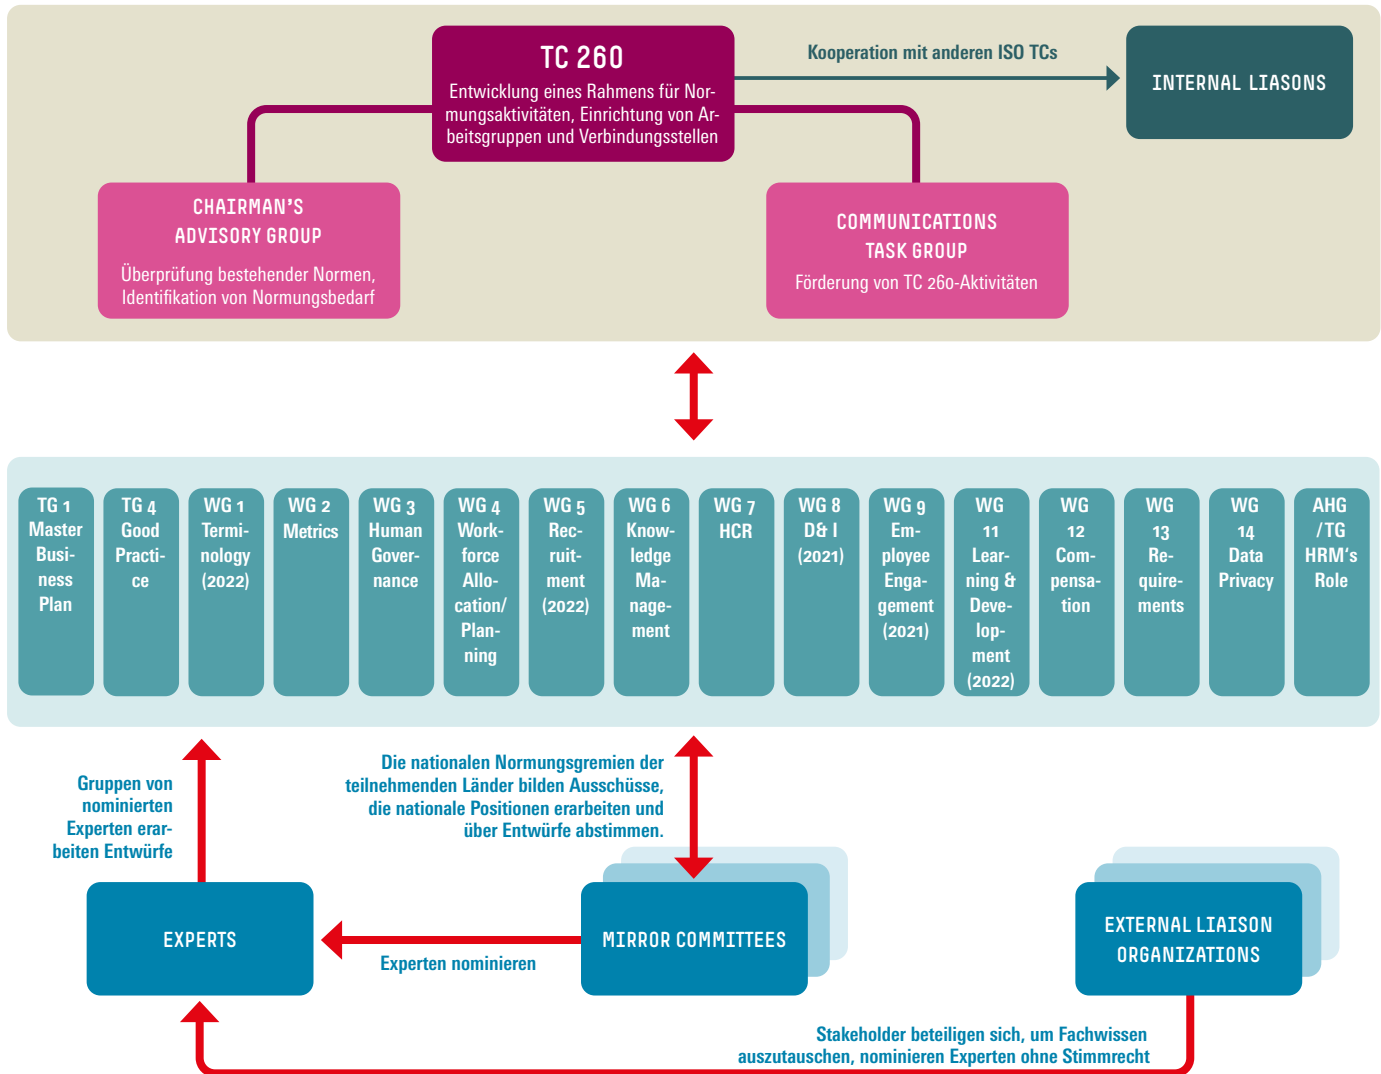 TC 260
Entwicklung eines Rahmens für Nor-
mungsaktivitäten, Einrichtung von Ar-
beitsgruppen und Verbindungsstellen
Kooperation mit anderen ISO TCs
INTERNAL LIASONS
CHAIRMAN'S
ADVISORY GROUP
Überprüfung bestehender Normen,
Identifikation von Normungsbedarf
COMMUNICATIONS
TASK GROUP
Förderung von TC 260-Aktivitäten
TG 1
Master
Busi-
ness
Plan
TG 4
Good
Practi-
ce
WG 1
Termi-
nology
(2022)
WG 2
Metrics
WG 3
Human
Gover-
nance
WG 4
Work-
force
Allo-
cation/
Plan-
ning
WG 5
Rec-
ruit-
ment
(2022)
WG 6
Know-
ledge
Ma-
nage-
ment
WG 7
HCR
WG 8
D& I
(2021)
WG 9
Em-
ployee
Enga-
gement
(2021)
WG
11
Lear-
ning &
Deve-
lop-
ment
(2022)
WG
12
Com-
pensa-
tion
WG
13
Re-
quire-
ments
WG
14
Data
Privacy
AHG
/TG
HRM‘s
Role
Gruppen von
nominierten
Experten erar-
beiten Entwürfe
Die nationalen Normungsgremien der
teilnehmenden Länder bilden Ausschüsse,
die nationale Positionen erarbeiten und
über Entwürfe abstimmen.
EXPERTS
Experten nominieren
MIRROR COMMITTEES
EXTERNAL LIAISON
ORGANIZATIONS
Stakeholder beteiligen sich, um Fachwissen
auszutauschen, nominieren Experten ohne Stimmrecht